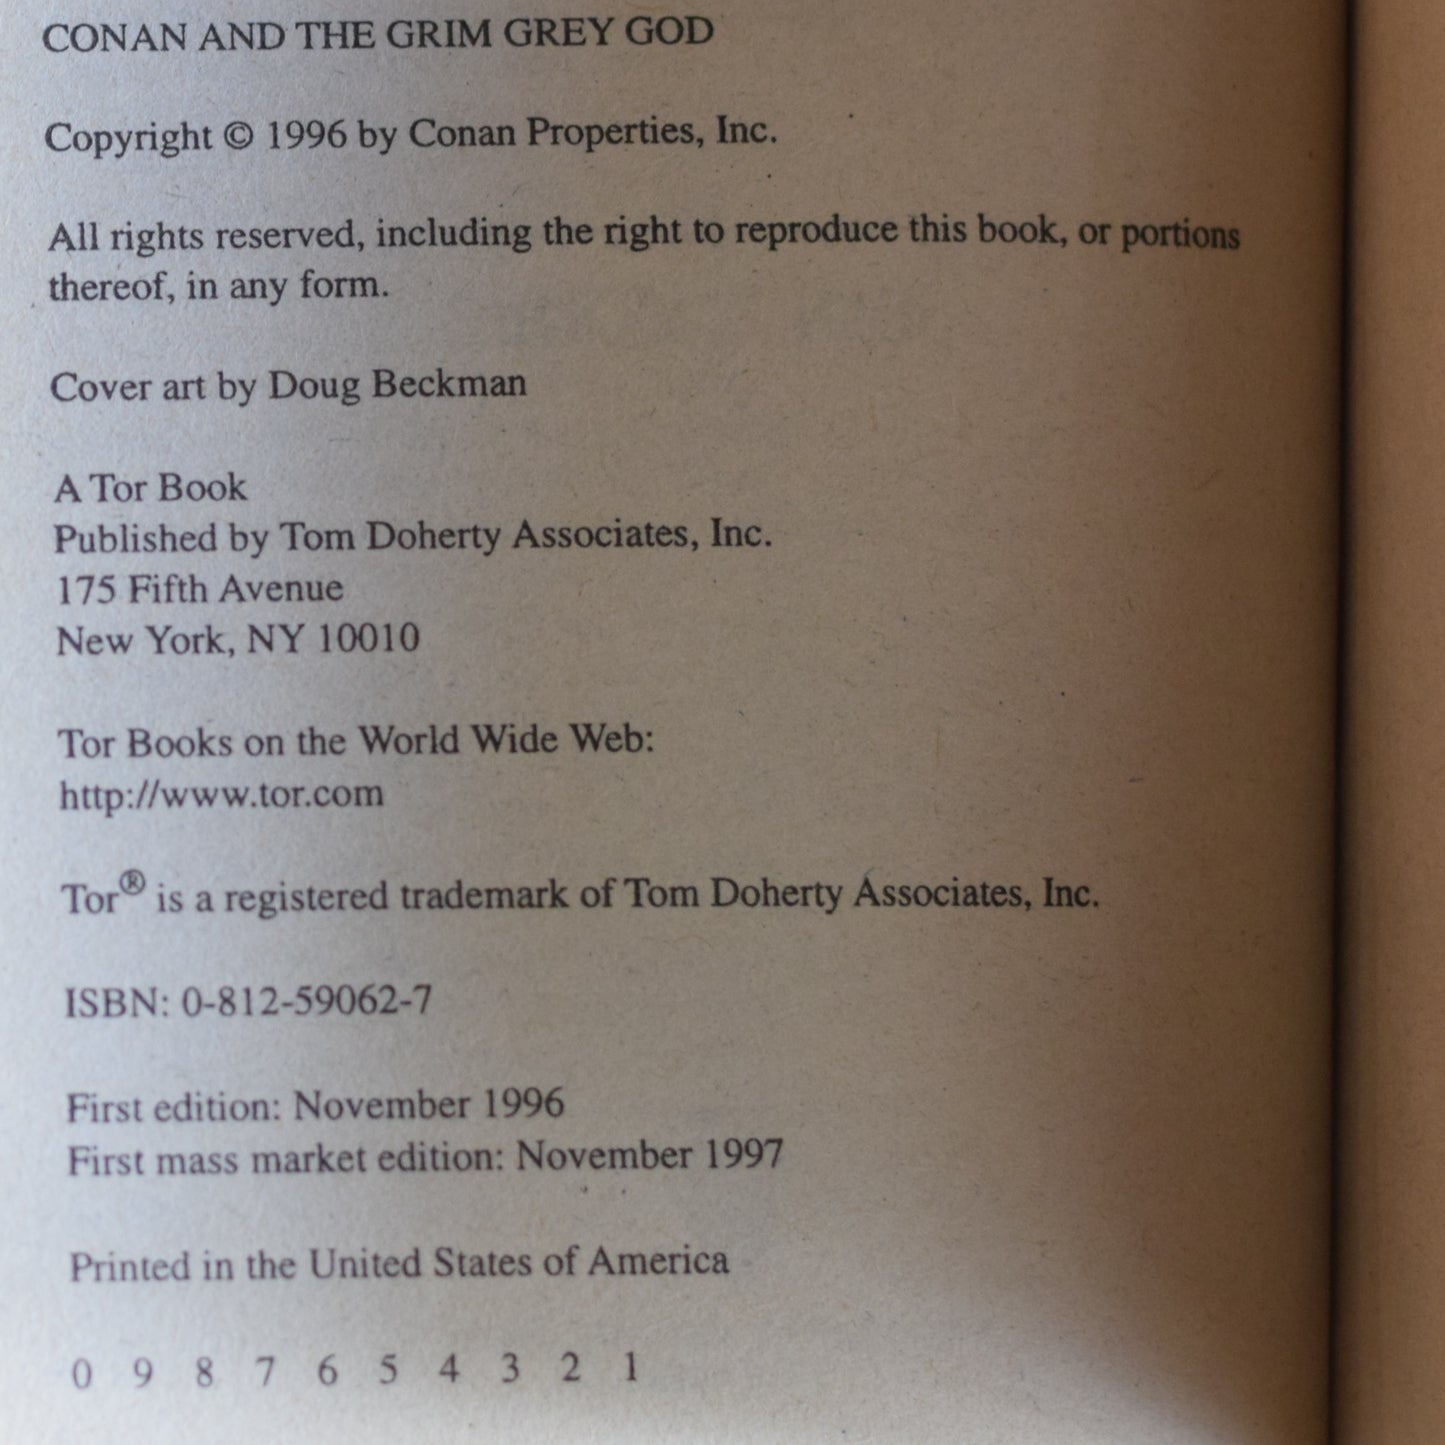 CONAN AND THE GRIM GREY GOD
Copyright © 1996 by Conan Properties, Inc.
All rights reserved, including the right to reproduce this book, or portions
thereof, in any form.
Cover art by Doug Beckman
A Tor Book
Published by Tom Doherty Associates, Inc.
175 Fifth Avenue
New York, NY 10010
Tor Books on the World Wide Web:
http://www.tor.com
Tor® is a registered trademark of Tom Doherty Associates, Inc.
ISBN: 0-812-59062-7
First edition: November 1996
First mass market edition: November 1997
Printed in the United States of America
0 9 8 7 6 5 4 3 2 1